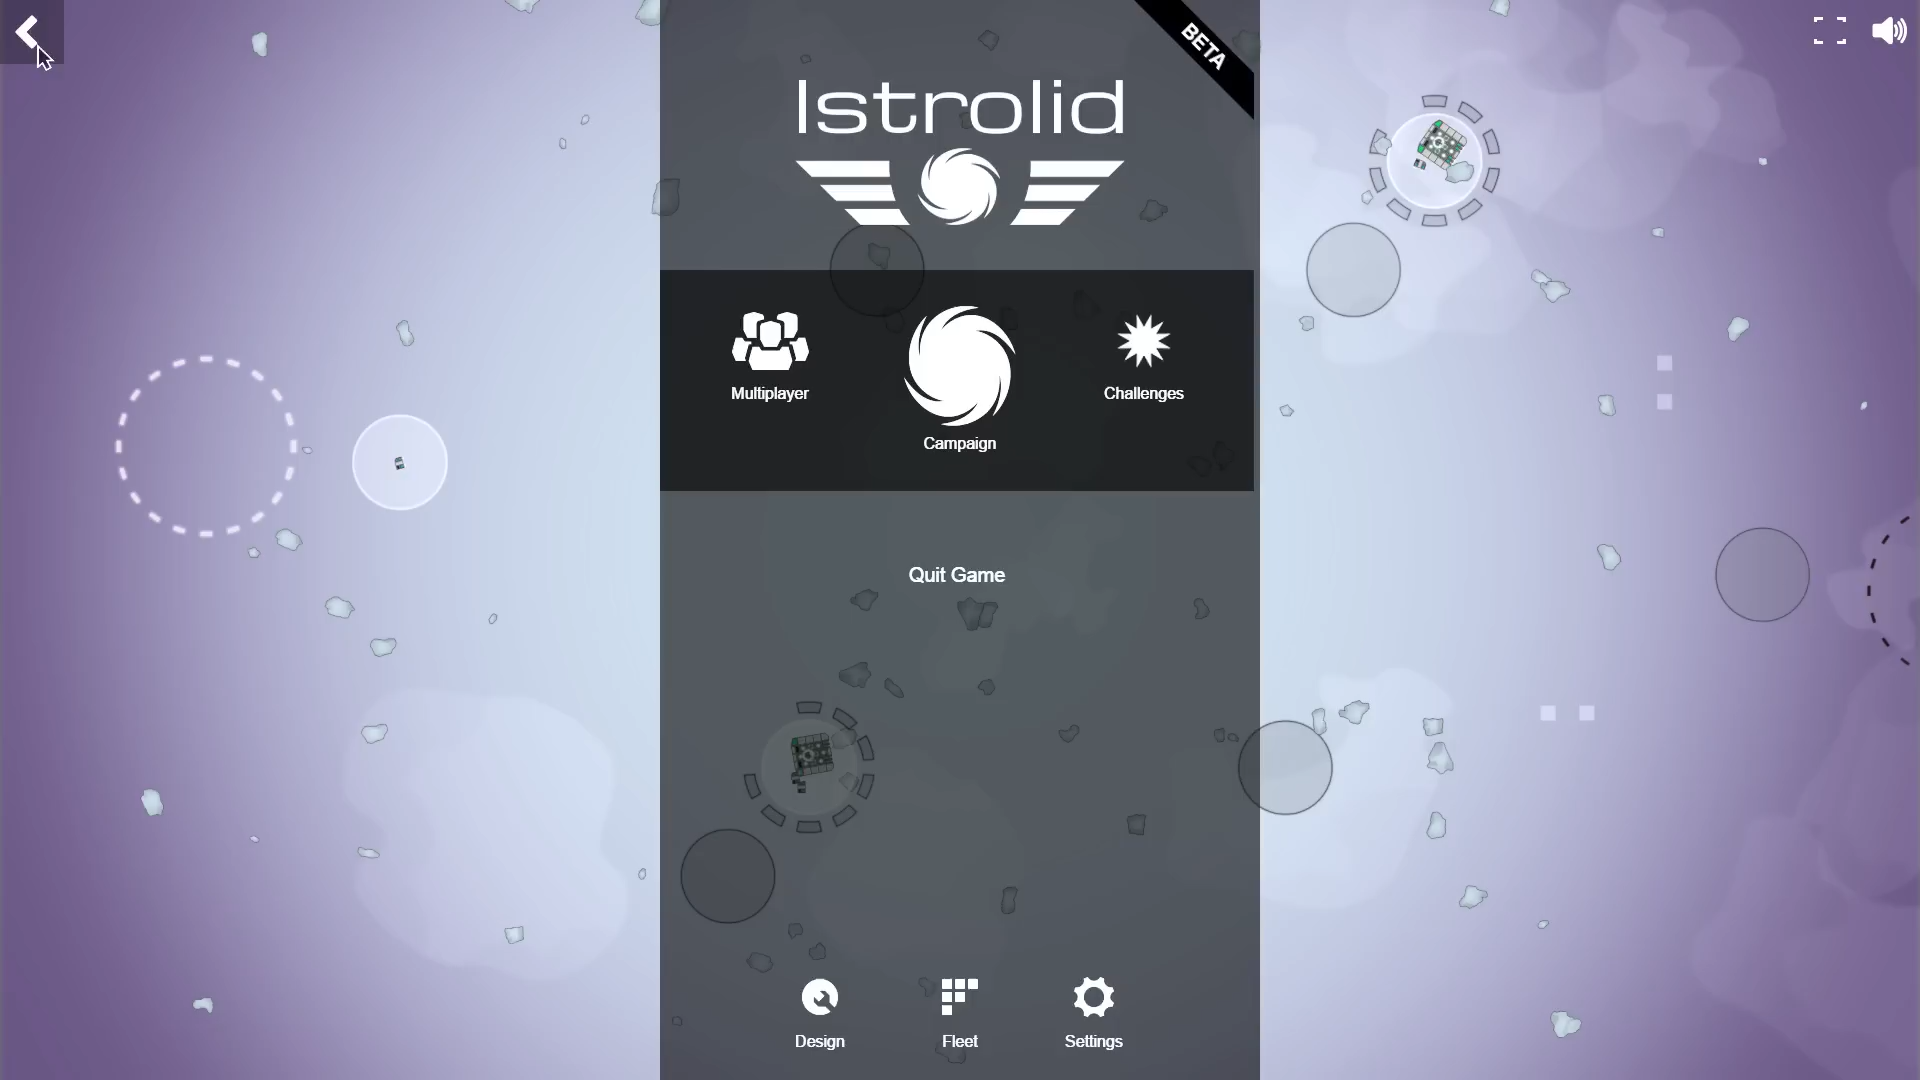 BETA
Istrolid
Multiplayer
Campaign
Challenges
Quit Game
Design
Fleet
Settings